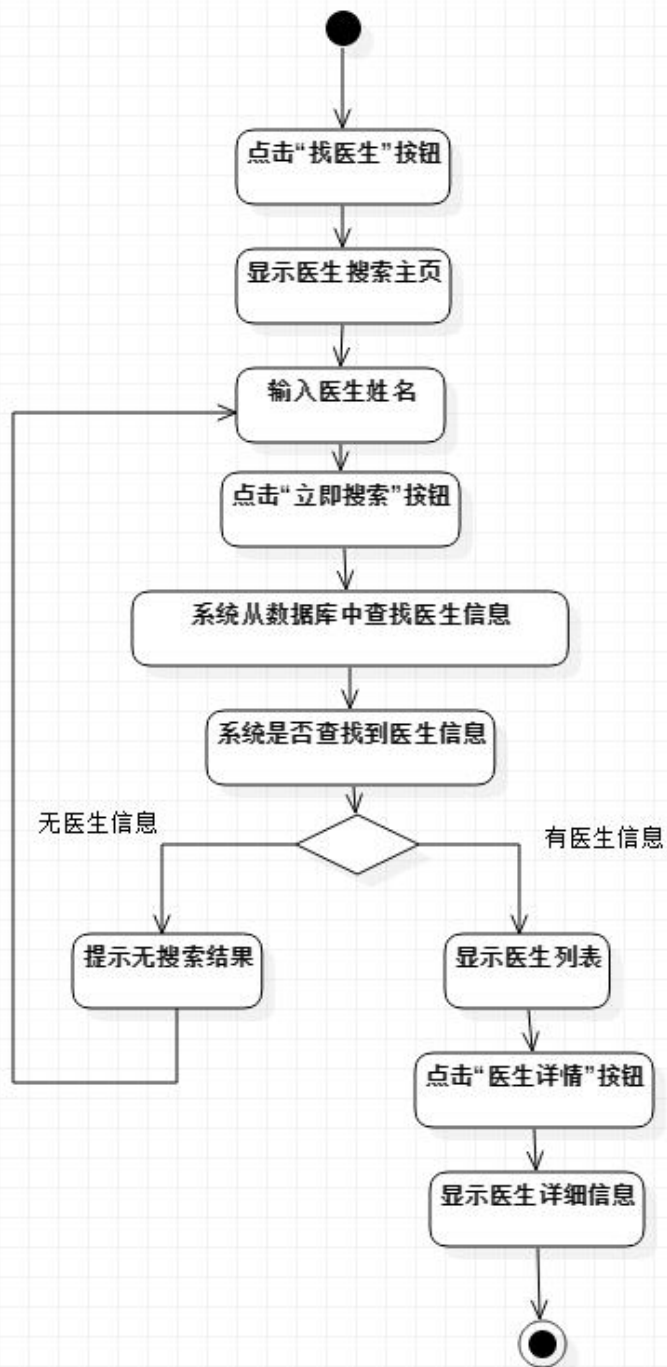 点击“找医生”按钮
显示医生搜索主页
输入医生姓名
点击“立即搜索”按钮
系统从数据库中查找医生信息
系统是否查找到医生信息
无医生信息
有医生信息
提示无搜索结果
显示医生列表
点击“医生详情”按钮
显示医生详细信息